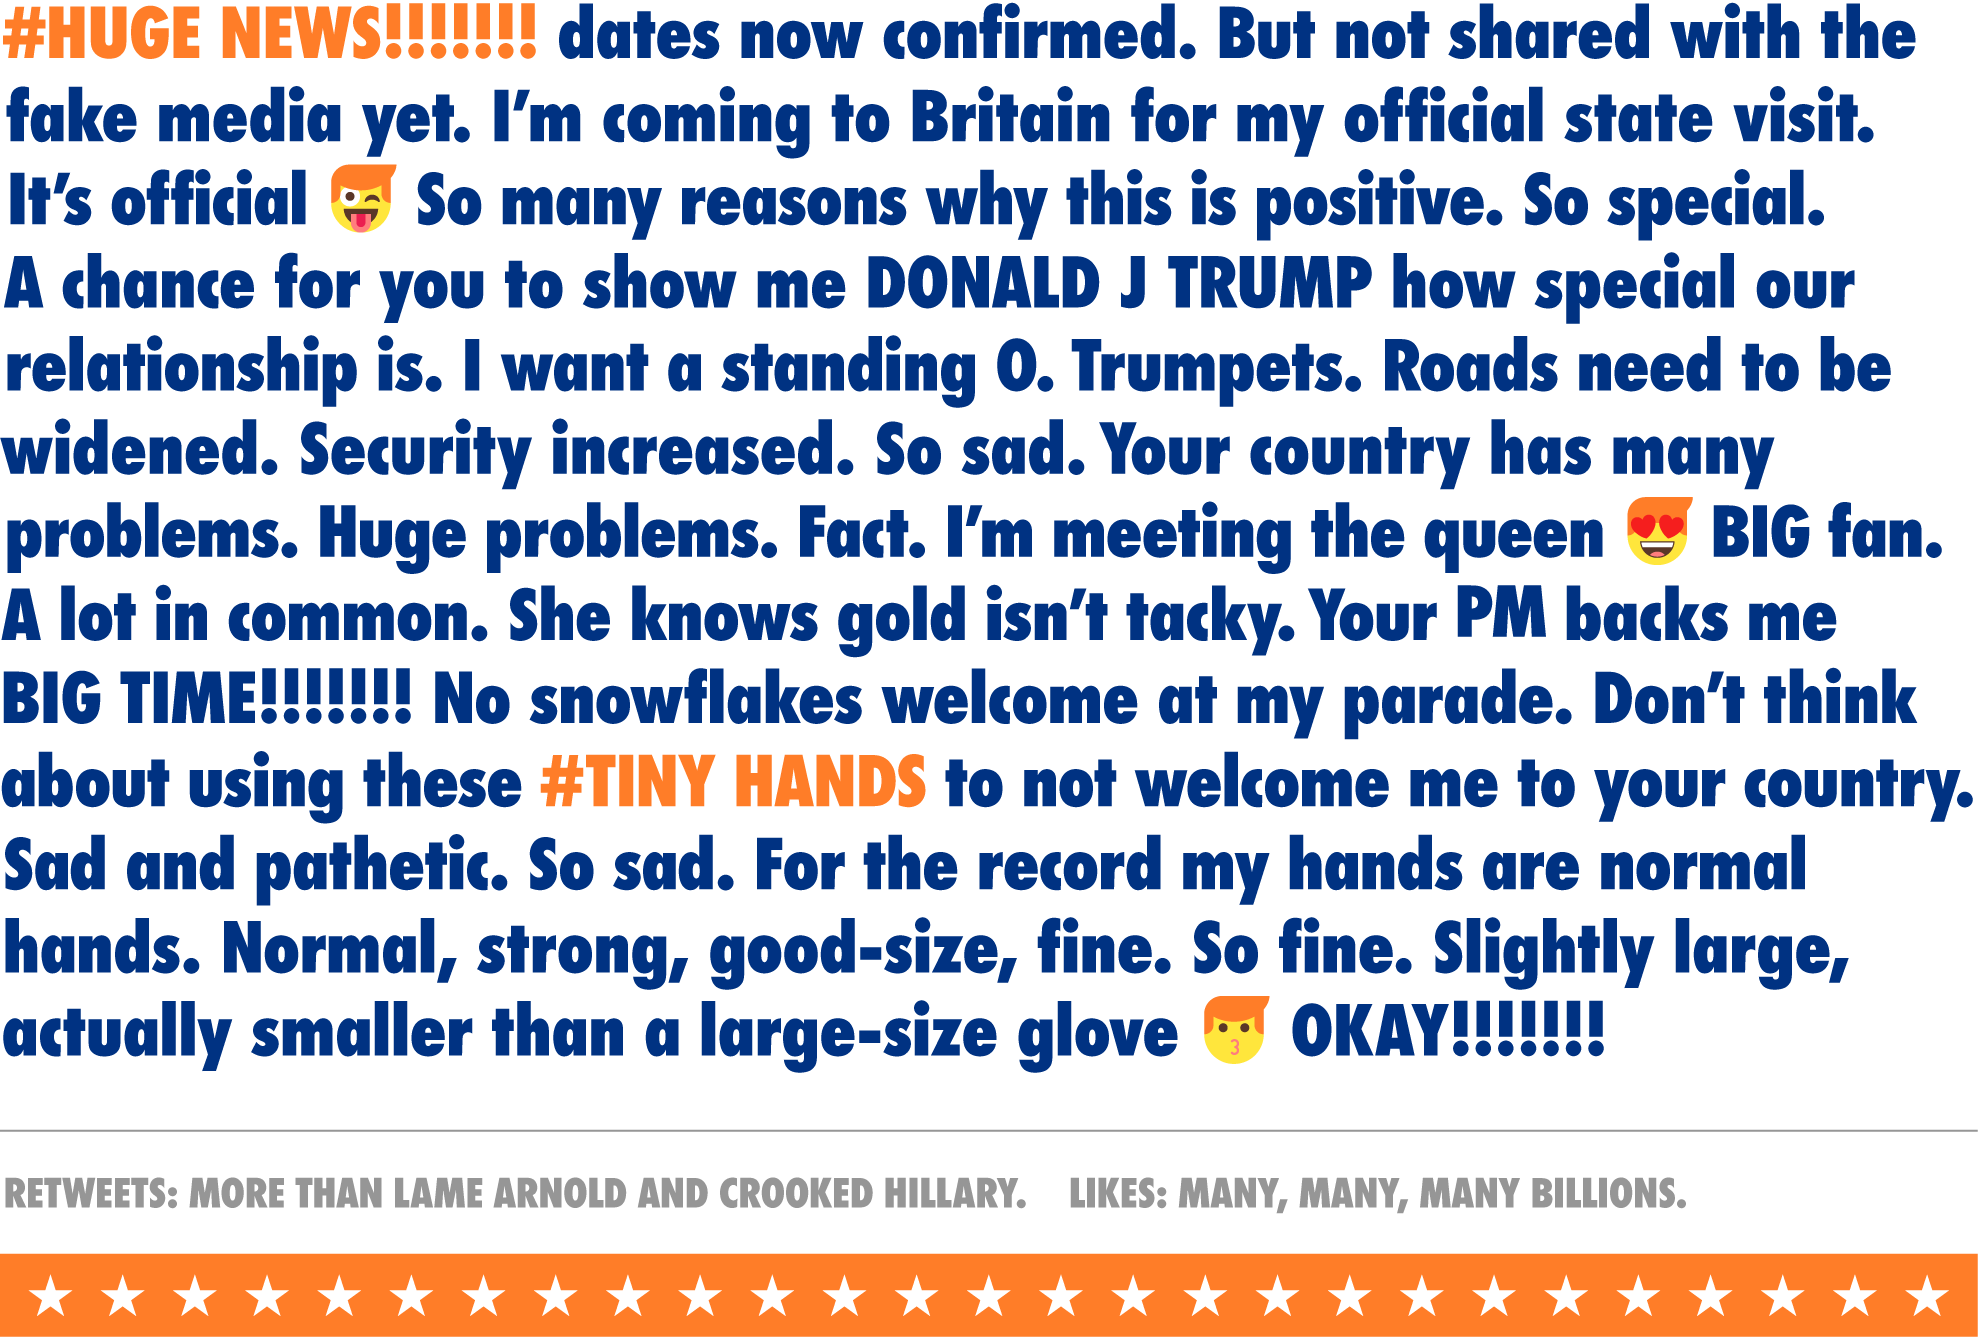 #HUGE NEWS!!!!!!! dates now confirmed. But not shared with the
fake media yet. I’m coming to Britain for my official state visit.
It’s official 😜 So many reasons why this is positive. So special.
A chance for you to show me DONALD J TRUMP how special our
relationship is. I want a standing O. Trumpets. Roads need to be
widened. Security increased. So sad. Your country has many
problems. Huge problems. Fact. I’m meeting the queen 😍 BIG fan.
A lot in common. She knows gold isn’t tacky. Your PM backs me
BIG TIME!!!!!!! No snowflakes welcome at my parade. Don’t think
about using these #TINY HANDS to not welcome me to your country.
Sad and pathetic. So sad. For the record my hands are normal
hands. Normal, strong, good-size, fine. So fine. Slightly large,
actually smaller than a large-size glove 😗 OKAY!!!!!!!
RETWEETS: MORE THAN LAME ARNOLD AND CROOKED HILLARY. LIKES: MANY, MANY, MANY BILLIONS.